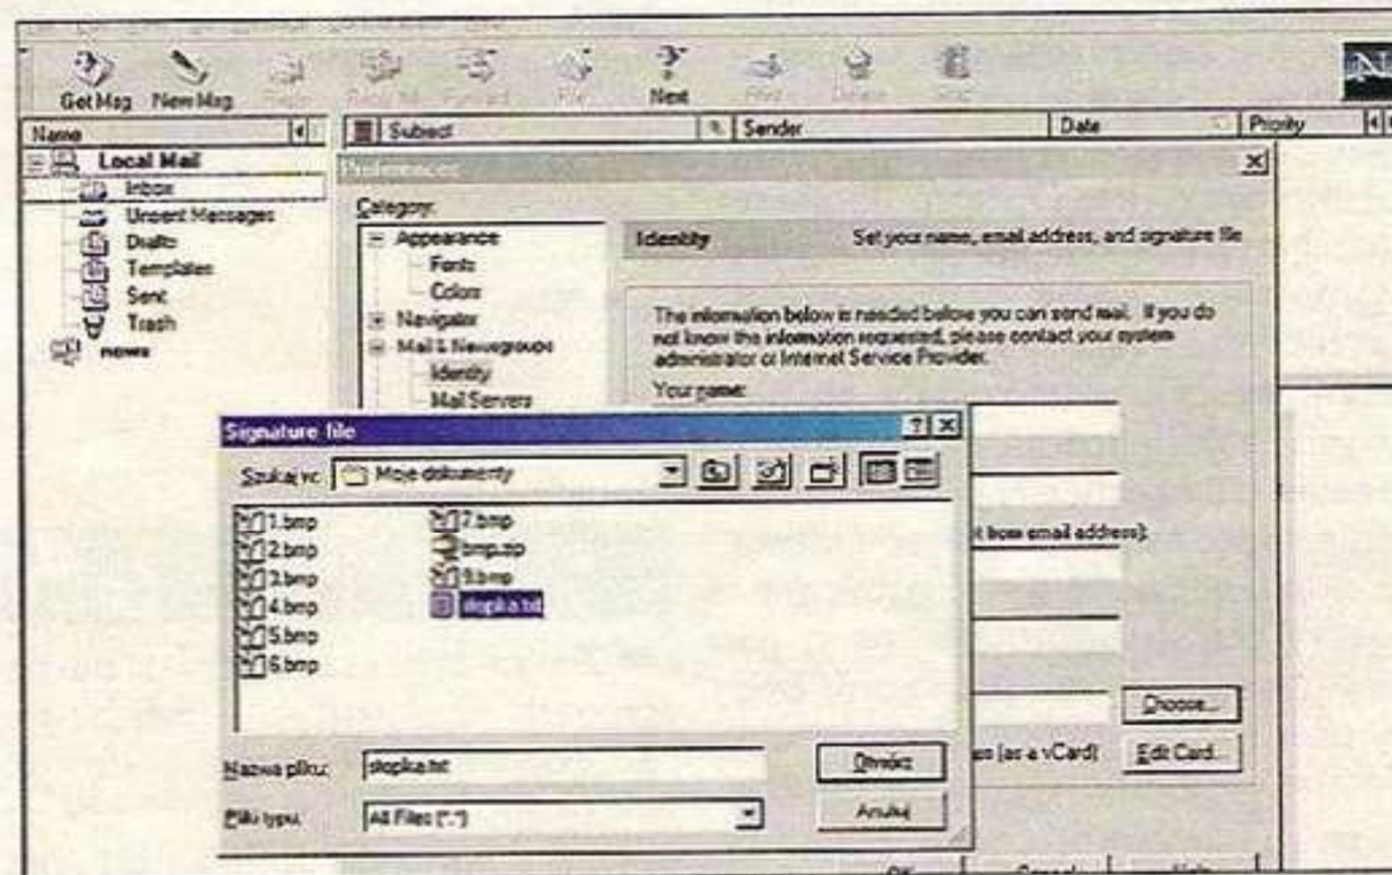 Get Msg New Msg Next
Name Subject Sender Date Priority
Local Mail
Inbox
Unsent Messages
Drafts
Templates
Sent
Trash
news
Preferences
Category:
Appearance
Fonts
Colors
Navigator
Mail & Newsgroups
Identity
Mail Servers
Identity Set your name, email address, and signature file
The information below is needed before you can send mail. If you do
not know the information requested, please contact your system
administrator or Internet Service Provider.
Your name:
from email address):
Choose...
(as a vCard) Edit Card...
Signature file
Szukaj w: Moje dokumenty
1.bmp
2.bmp
3.bmp
4.bmp
5.bmp
6.bmp
7.bmp
bmp.zip
9.bmp
stopka.txt
Nazwa pliku: stopka.txt Otwórz
Pliki typu: All Files (*.*) Anuluj